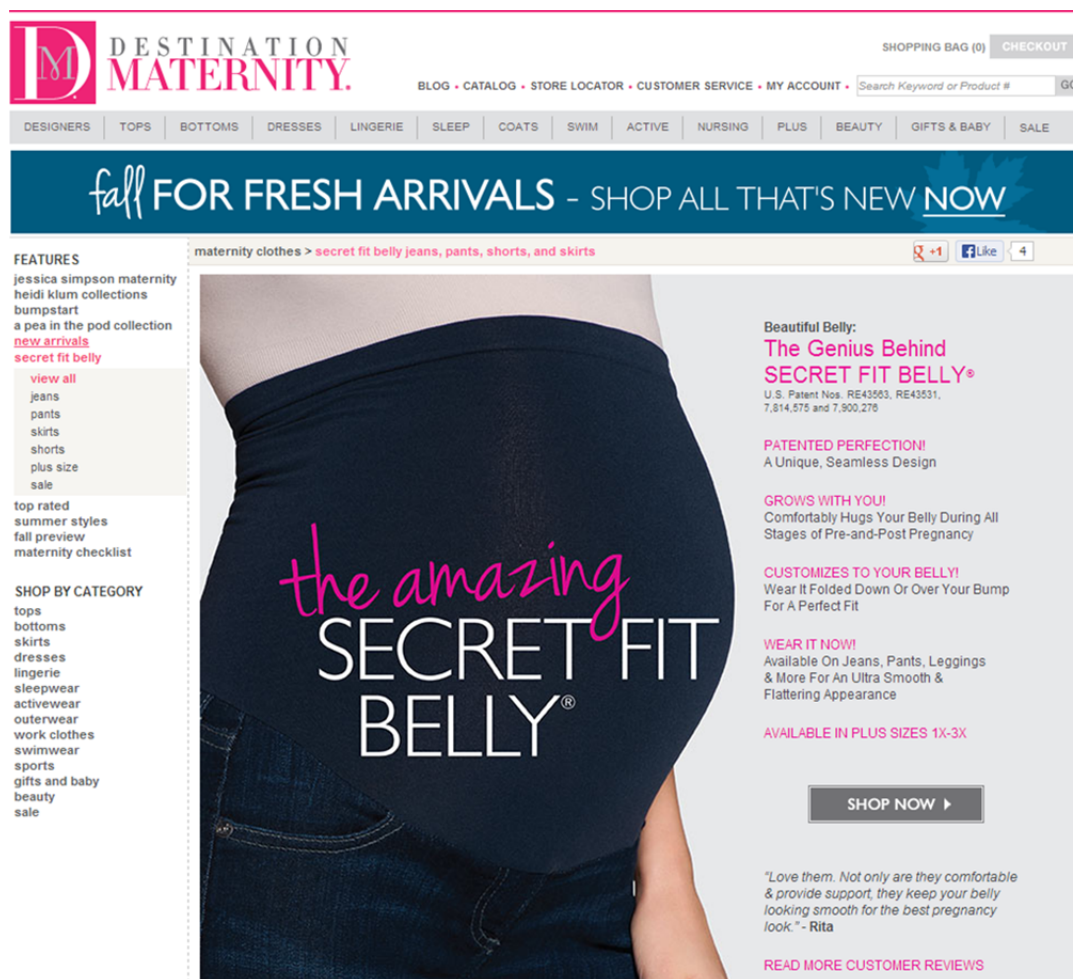 DM
DESTINATION
MATERNITY.
SHOPPING BAG (0) CHECKOUT
BLOG • CATALOG • STORE LOCATOR • CUSTOMER SERVICE • MY ACCOUNT • Search Keyword or Product # GO
DESIGNERS TOPS BOTTOMS DRESSES LINGERIE SLEEP COATS SWIM ACTIVE NURSING PLUS BEAUTY GIFTS & BABY SALE
fall FOR FRESH ARRIVALS - SHOP ALL THAT'S NEW NOW
maternity clothes > secret fit belly jeans, pants, shorts, and skirts
g +1 Like 4
FEATURES
jessica simpson maternity
heidi klum collections
bumpstart
a pea in the pod collection
new arrivals
secret fit belly
view all
jeans
pants
skirts
shorts
plus size
sale
top rated
summer styles
fall preview
maternity checklist
SHOP BY CATEGORY
tops
bottoms
skirts
dresses
lingerie
sleepwear
activewear
outerwear
work clothes
swimwear
sports
gifts and baby
beauty
sale
the amazing
SECRET FIT
BELLY®
Beautiful Belly:
The Genius Behind
SECRET FIT BELLY®
U.S. Patent Nos. RE43563, RE43531,
7,814,575 and 7,900,276
PATENTED PERFECTION!
A Unique, Seamless Design
GROWS WITH YOU!
Comfortably Hugs Your Belly During All
Stages of Pre-and-Post Pregnancy
CUSTOMIZES TO YOUR BELLY!
Wear It Folded Down Or Over Your Bump
For A Perfect Fit
WEAR IT NOW!
Available On Jeans, Pants, Leggings
& More For An Ultra Smooth &
Flattering Appearance
AVAILABLE IN PLUS SIZES 1X-3X
SHOP NOW
"Love them. Not only are they comfortable
& provide support, they keep your belly
looking smooth for the best pregnancy
look." - Rita
READ MORE CUSTOMER REVIEWS